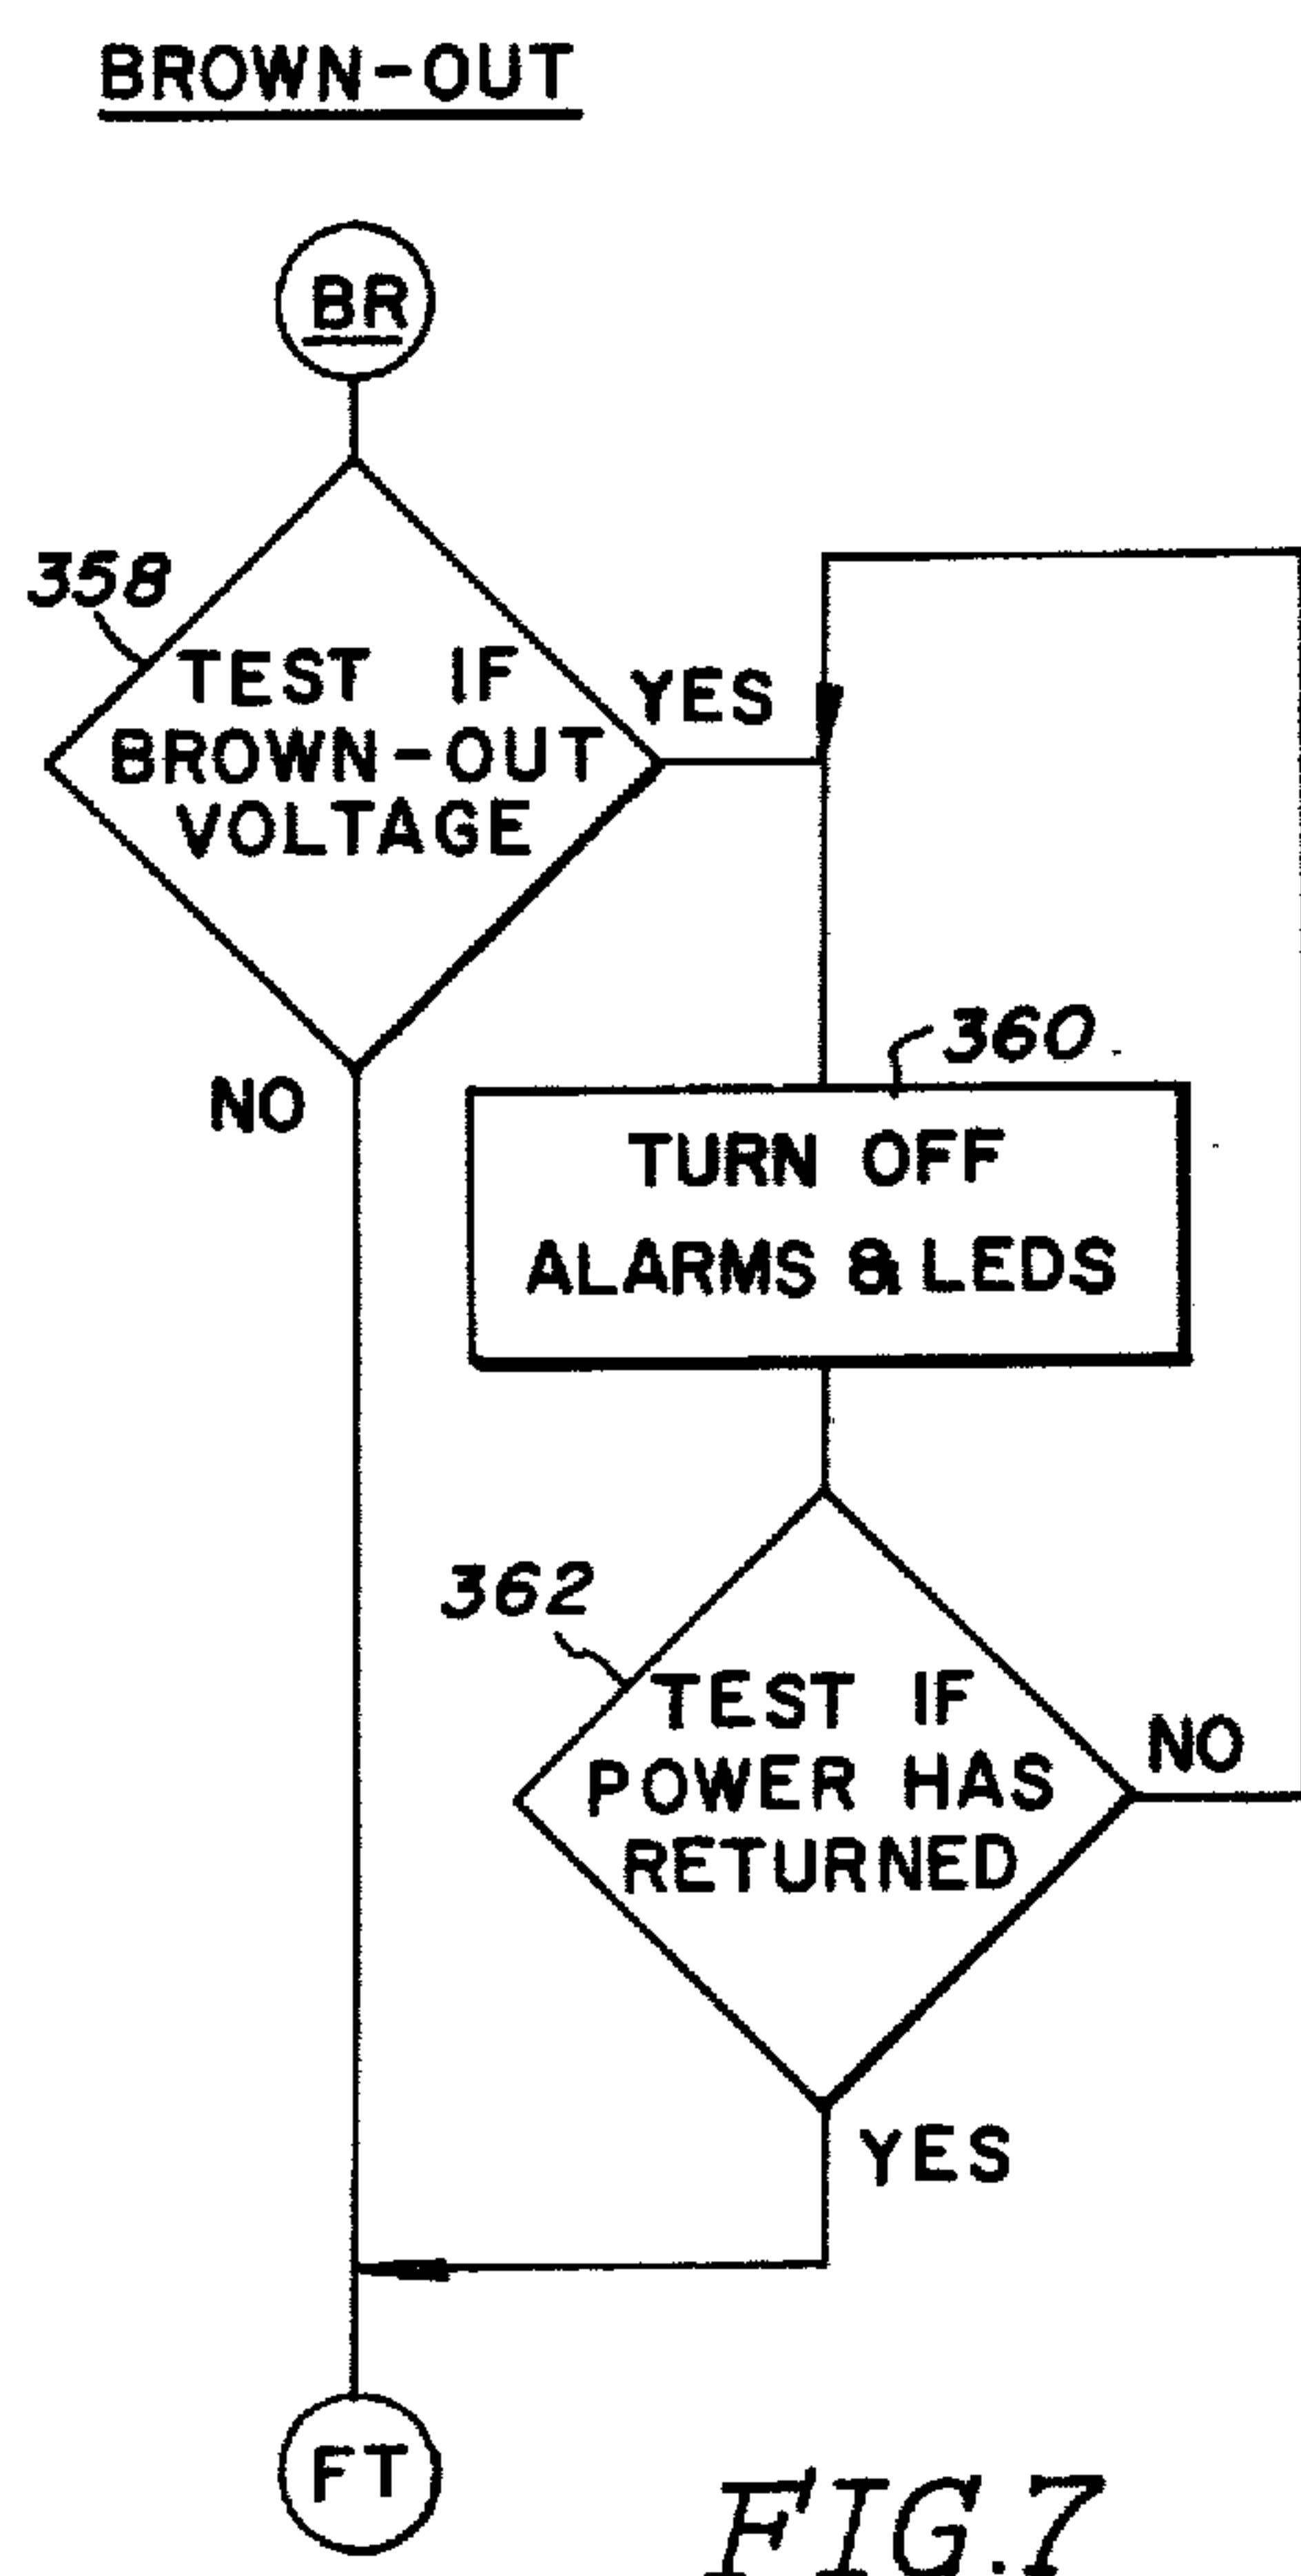 BROWN-OUT
BR
358
TEST IF
BROWN-OUT
VOLTAGE
YES
NO
360
TURN OFF
ALARMS & LEDS
362
TEST IF
POWER HAS
RETURNED
NO
YES
FT
FIG.7